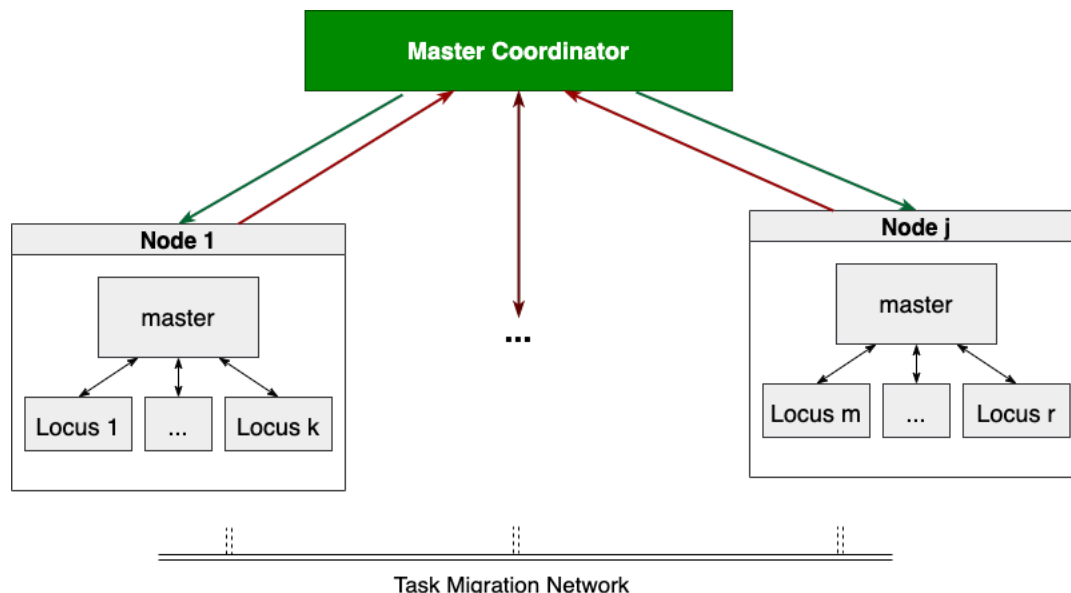 Master Coordinator
Node 1
master
Locus 1
...
Locus k
...
Node j
master
Locus m
...
Locus r
Task Migration Network